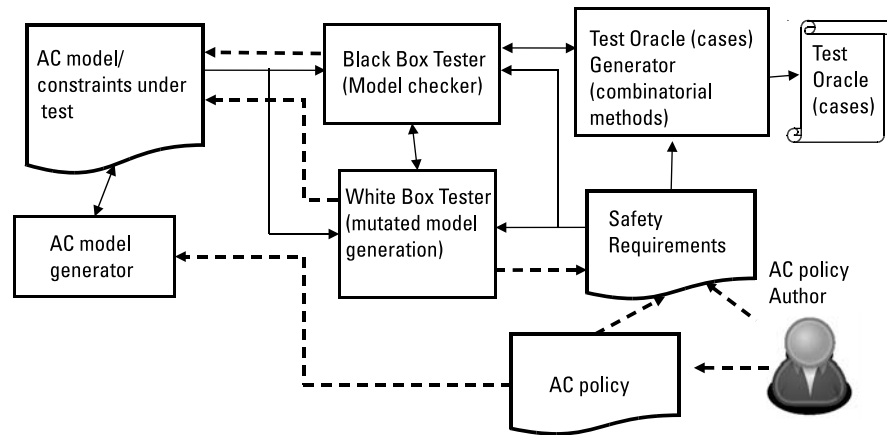 AC model/
constraints under
test
Black Box Tester
(Model checker)
Test Oracle (cases)
Generator
(combinatorial
methods)
Test
Oracle
(cases)
AC model
generator
White Box Tester
(mutated model
generation)
Safety
Requirements
AC policy
Author
AC policy